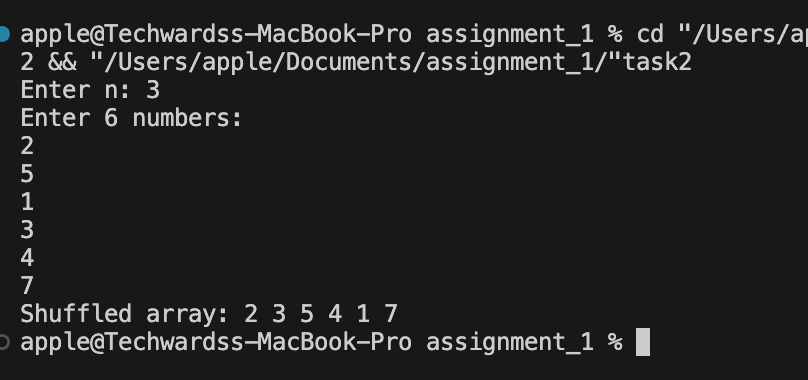 apple@Techwardss-MacBook-Pro assignment_1 % cd "/Users/ap
2 && "/Users/apple/Documents/assignment_1/"task2
Enter n: 3
Enter 6 numbers:
2
5
1
3
4
7
Shuffled array: 2 3 5 4 1 7
apple@Techwardss-MacBook-Pro assignment_1 %